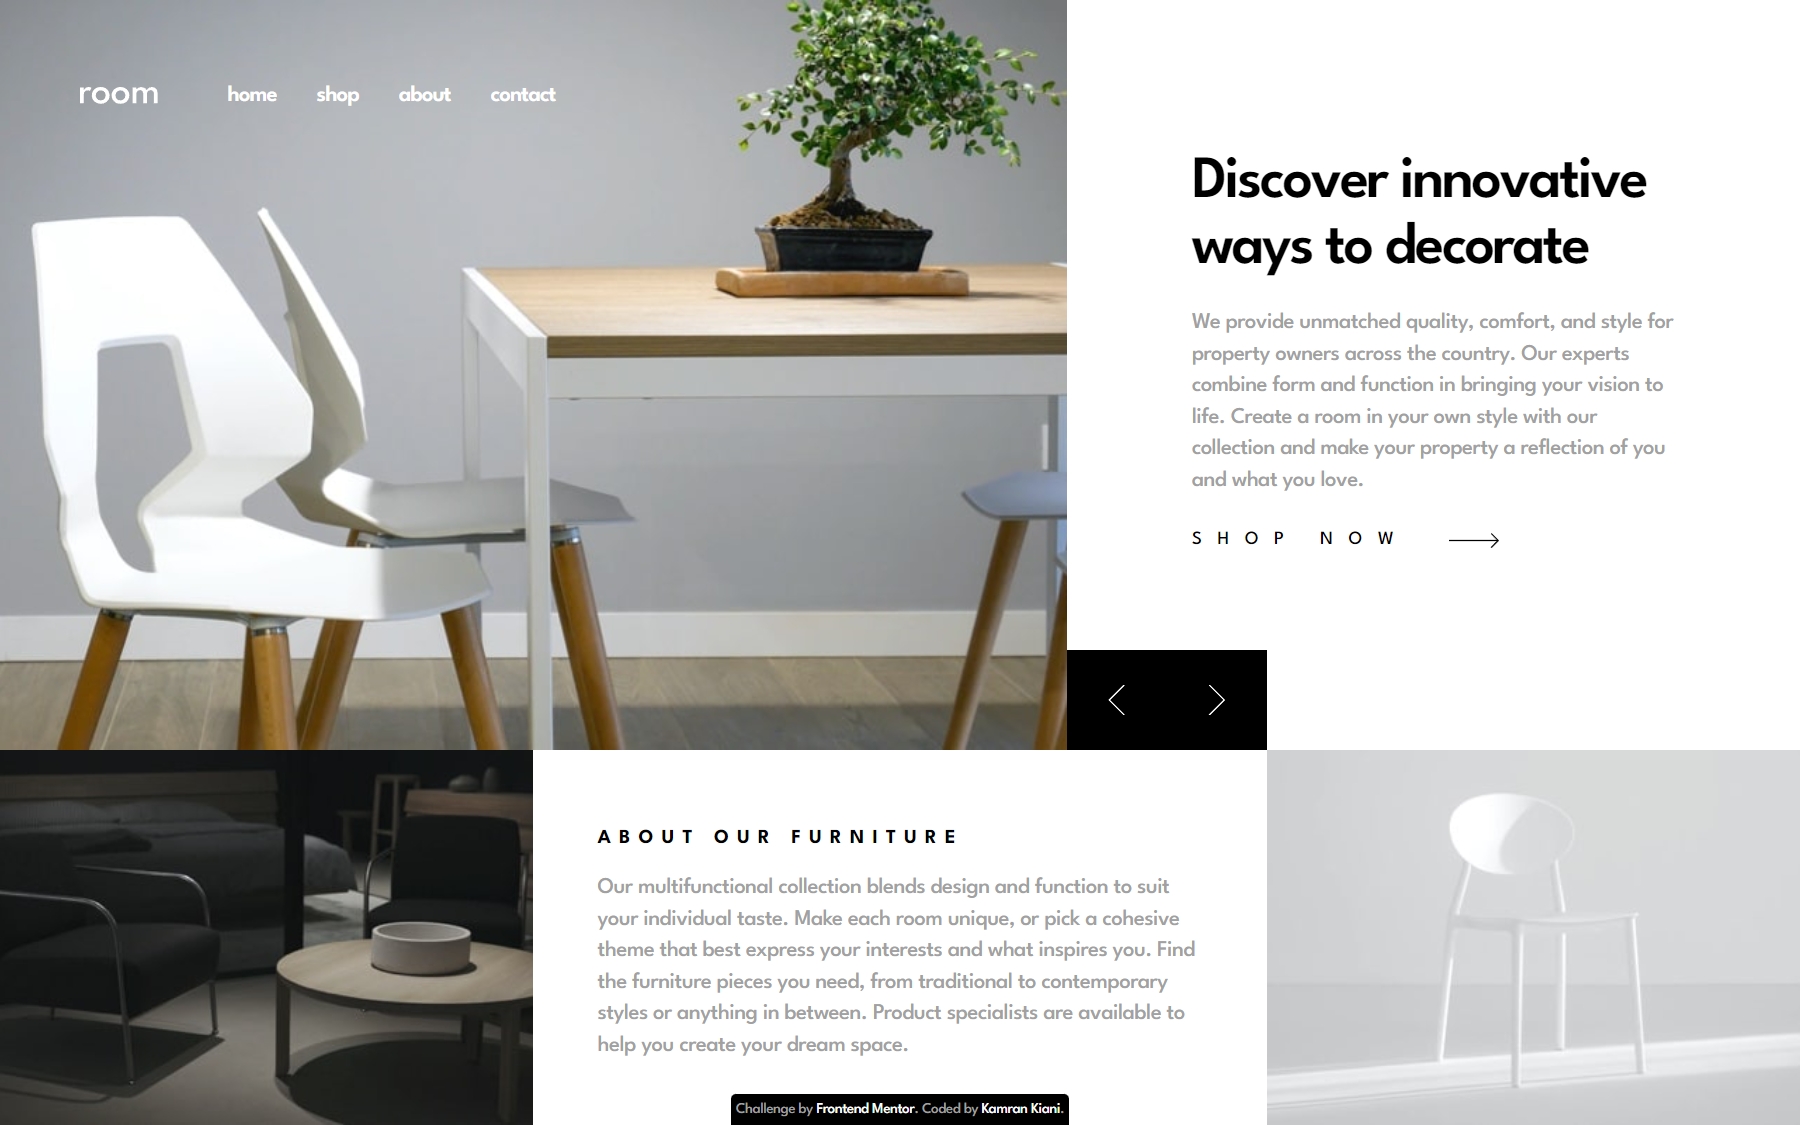 room home shop about contact
Discover innovative
ways to decorate
We provide unmatched quality, comfort, and style for
property owners across the country. Our experts
combine form and function in bringing your vision to
life. Create a room in your own style with our
collection and make your property a reflection of you
and what you love.
SHOP NOW
ABOUT OUR FURNITURE
Our multifunctional collection blends design and function to suit
your individual taste. Make each room unique, or pick a cohesive
theme that best express your interests and what inspires you. Find
the furniture pieces you need, from traditional to contemporary
styles or anything in between. Product specialists are available to
help you create your dream space.
Challenge by Frontend Mentor. Coded by Kamran Kiani.